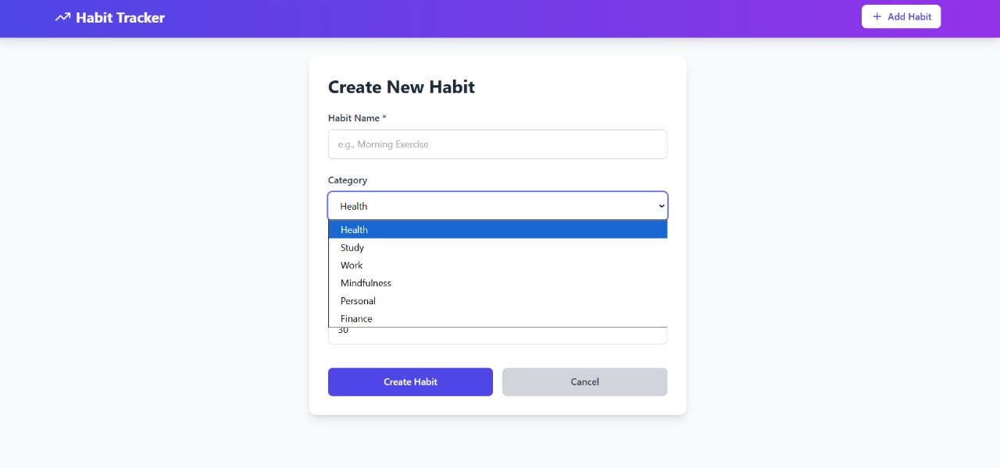 Habit Tracker
+ Add Habit
Create New Habit
Habit Name *
e.g., Morning Exercise
Category
Health
Health
Study
Work
Mindfulness
Personal
Finance
30
Create Habit
Cancel